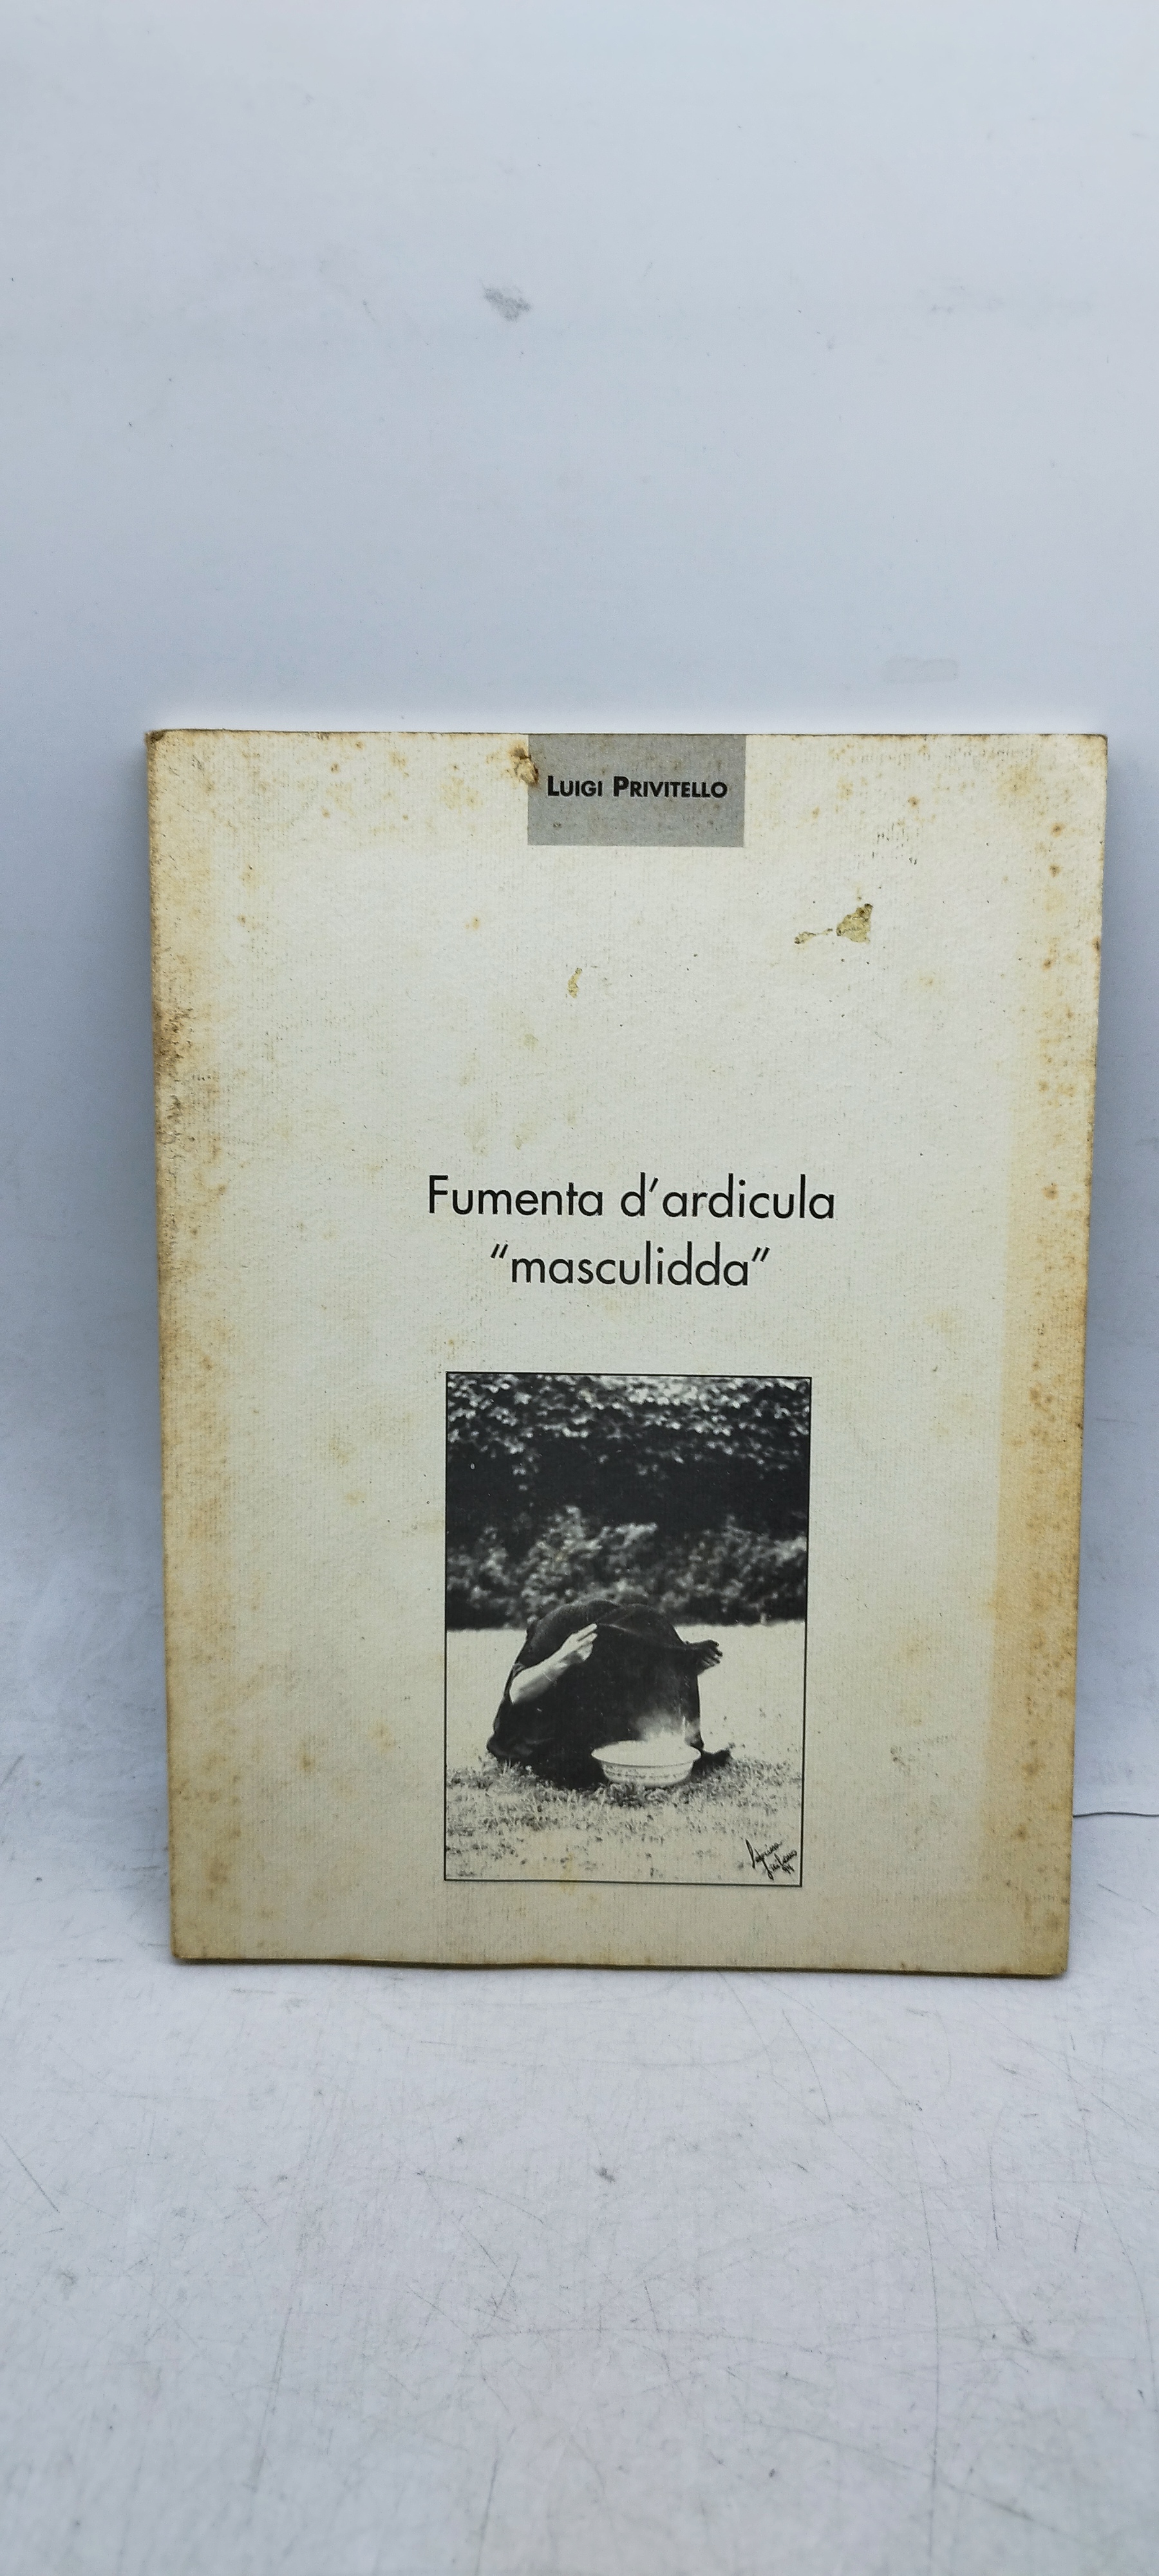 LUIGI PRIVITELLO
Fumenta d'ardicula
"masculidda"